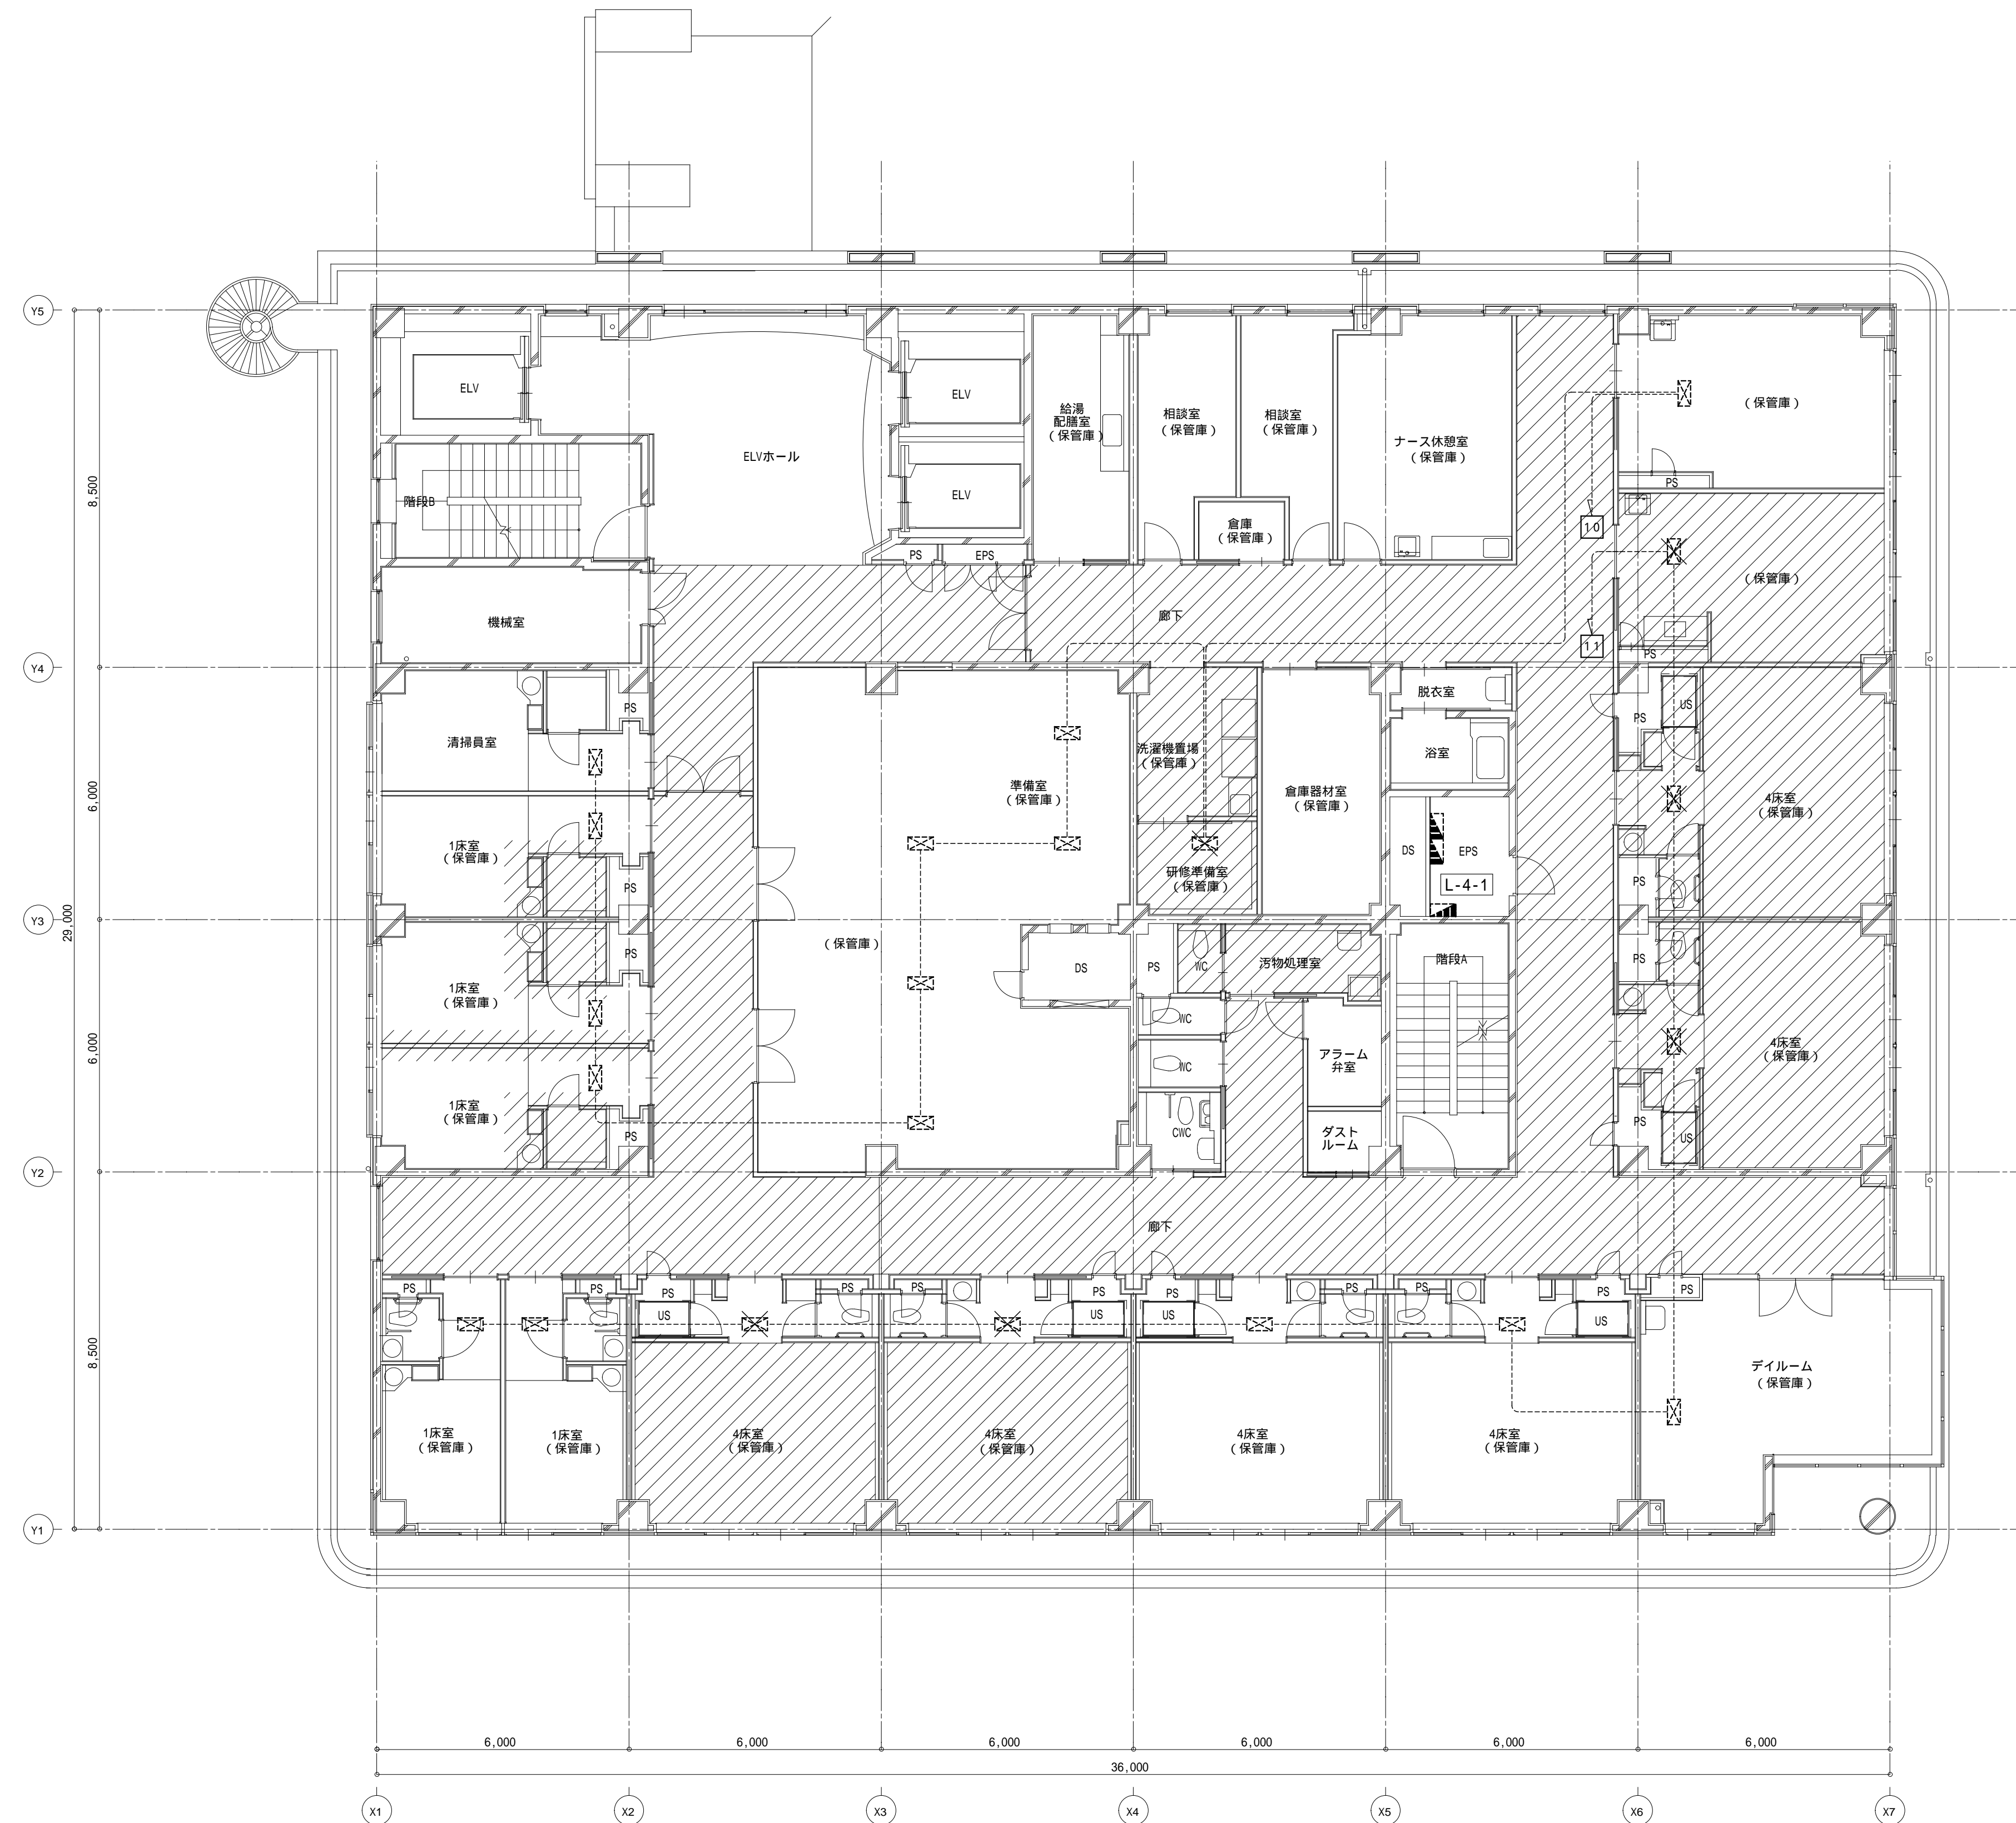 Y5
ELV
ELV
給湯
配膳室
（保管庫）
相談室
（保管庫）
相談室
（保管庫）
（保管庫）
ELVホール
ナース休憩室
（保管庫）
8,500
階段B
ELV
PS
倉庫
（保管庫）
10
PS
EPS
（保管庫）
機械室
廊下
11
PS
Y4
脱衣室
PS
PS
US
清掃員室
洗濯機置場
（保管庫）
浴室
6,000
準備室
（保管庫）
倉庫器材室
（保管庫）
4床室
（保管庫）
1床室
（保管庫）
DS
EPS
研修準備室
（保管庫）
L-4-1
PS
PS
Y3
29,000
（保管庫）
PS
DS
PS
WC
汚物処理室
階段A
PS
1床室
（保管庫）
WC
6,000
4床室
（保管庫）
アラーム
弁室
WC
1床室
（保管庫）
PS
CWC
ダスト
ルーム
PS
US
Y2
廊下
PS
PS
PS
PS
PS
PS
PS
PS
PS
PS
PS
US
US
US
US
8,500
デイルーム
（保管庫）
1床室
（保管庫）
1床室
（保管庫）
4床室
（保管庫）
4床室
（保管庫）
4床室
（保管庫）
4床室
（保管庫）
Y1
6,000
6,000
6,000
6,000
6,000
6,000
36,000
X1
X2
X3
X4
X5
X6
X7